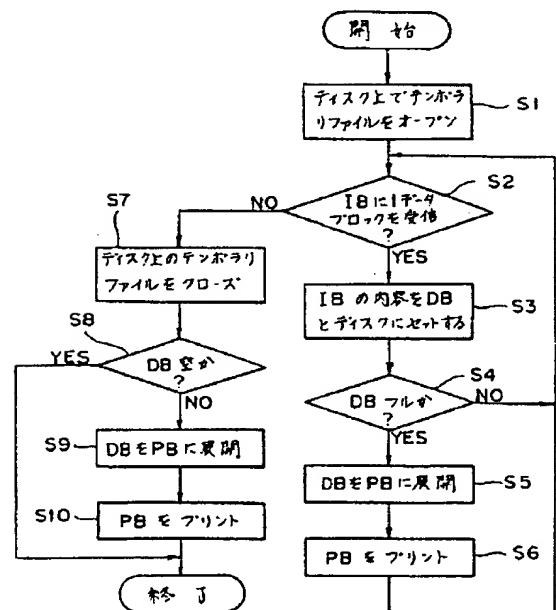 開始
ディスク上でテンポラ
リファイルをオープン
S1
IBに1データ
ブロックを受信
?
S2
NO
YES
IBの内容をDB
とディスクにセットする
S3
DBフルか
?
S4
NO
YES
DBをPBに展開
S5
PBをプリント
S6
S7
ディスク上のテンポラリ
ファイルをクローズ
S8
DB空か
?
YES
NO
S9
DBをPBに展開
S10
PBをプリント
終了